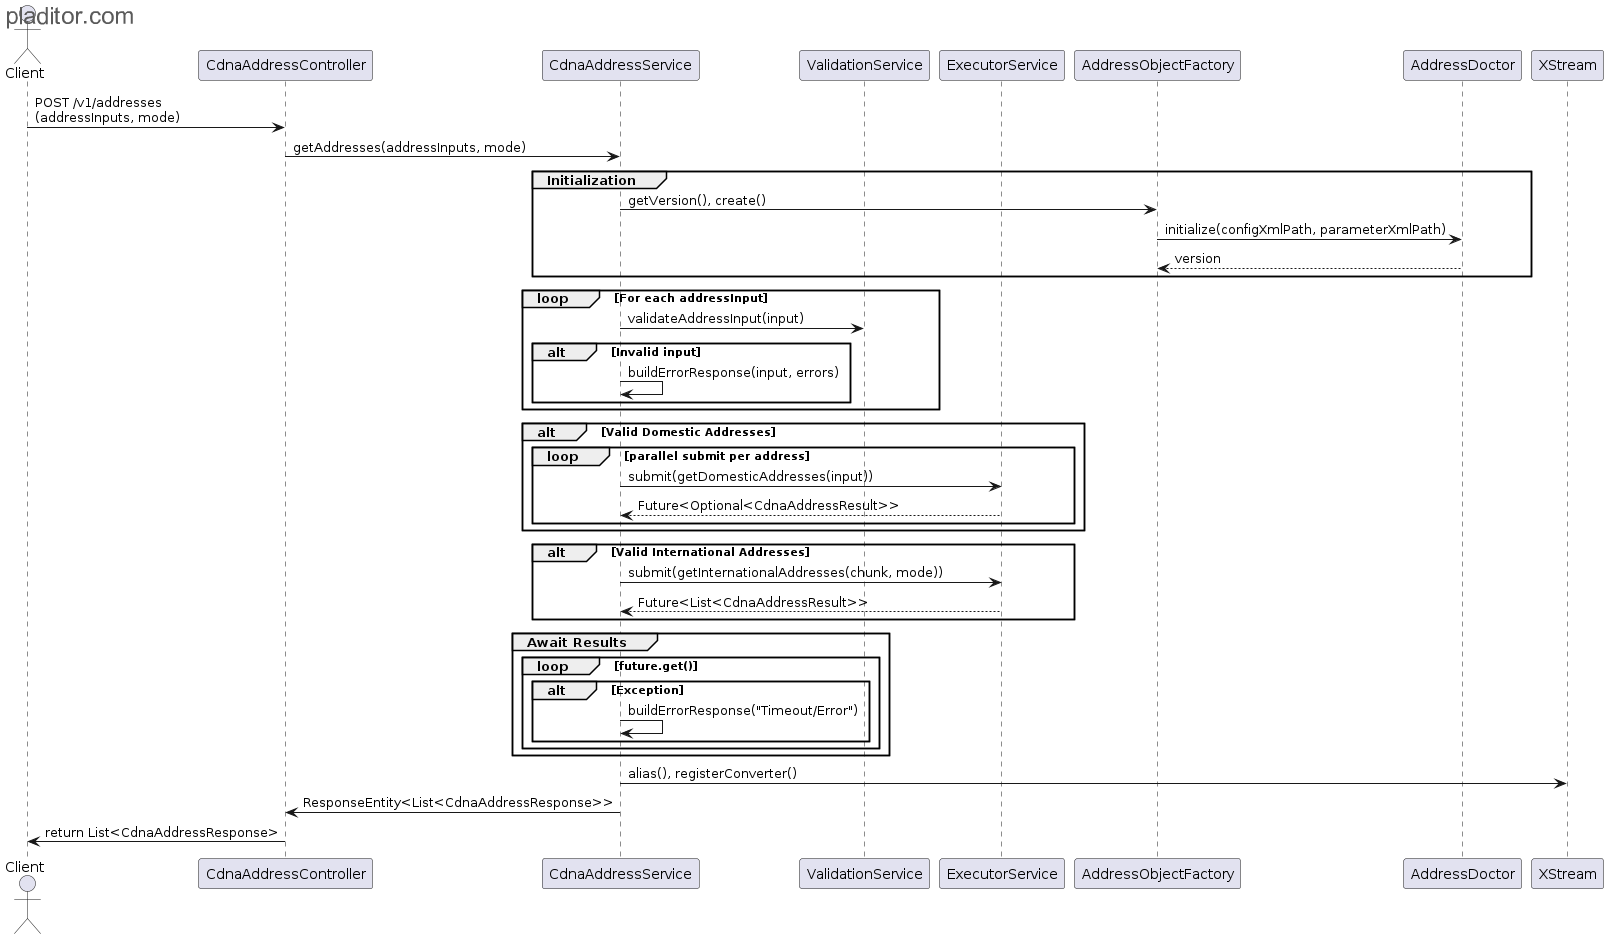 pladitor.com
Client
CdnaAddressController
CdnaAddressService
ValidationService
ExecutorService
AddressObjectFactory
AddressDoctor
XStream
POST /v1/addresses
(addressInputs, mode)
getAddresses(addressInputs, mode)
Initialization
getVersion(), create()
initialize(configXmlPath, parameterXmlPath)
version
loop [For each addressInput]
validateAddressInput(input)
alt [Invalid input]
buildErrorResponse(input, errors)
alt [Valid Domestic Addresses]
loop [parallel submit per address]
submit(getDomesticAddresses(input))
Future<Optional<CdnaAddressResult>>
alt [Valid International Addresses]
submit(getInternationalAddresses(chunk, mode))
Future<List<CdnaAddressResult>>
Await Results
loop [future.get()]
alt [Exception]
buildErrorResponse("Timeout/Error")
alias(), registerConverter()
ResponseEntity<List<CdnaAddressResponse>>
return List<CdnaAddressResponse>
Client
CdnaAddressController
CdnaAddressService
ValidationService
ExecutorService
AddressObjectFactory
AddressDoctor
XStream